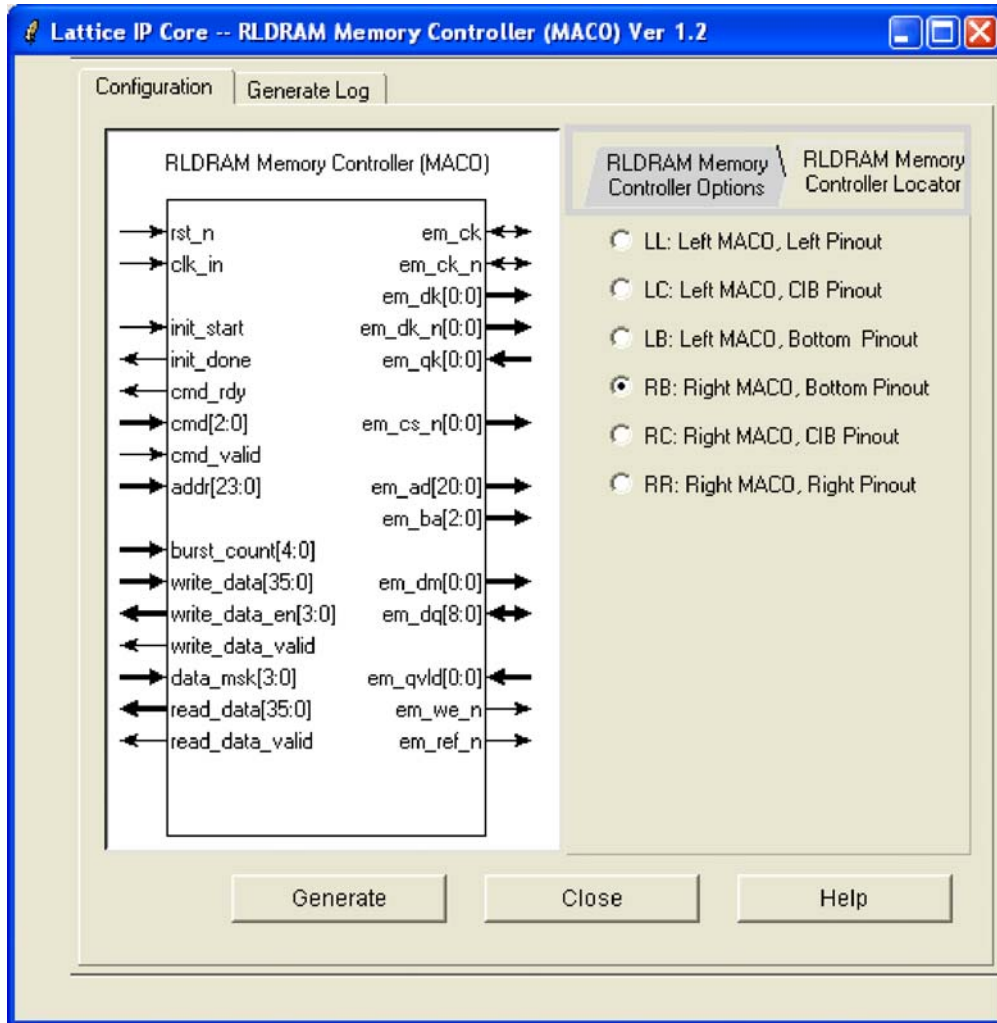 Lattice IP Core -- RLDRAM Memory Controller (MACO) Ver 1.2
Configuration
Generate Log
RLDRAM Memory Controller (MACO)
rst_n
em_ck
clk_in
em_ck_n
em_dk[0:0]
init_start
em_dk_n[0:0]
init_done
em_qk[0:0]
cmd_rdy
cmd[2:0]
em_cs_n[0:0]
cmd_valid
addr[23:0]
em_ad[20:0]
em_ba[2:0]
burst_count[4:0]
write_data[35:0]
em_dm[0:0]
write_data_en[3:0]
em_dq[8:0]
write_data_valid
data_msk[3:0]
em_qvld[0:0]
read_data[35:0]
em_we_n
read_data_valid
em_ref_n
RLDRAM Memory
Controller Options
RLDRAM Memory
Controller Locator
LL: Left MACO, Left Pinout
LC: Left MACO, CIB Pinout
LB: Left MACO, Bottom Pinout
RB: Right MACO, Bottom Pinout
RC: Right MACO, CIB Pinout
RR: Right MACO, Right Pinout
Generate
Close
Help